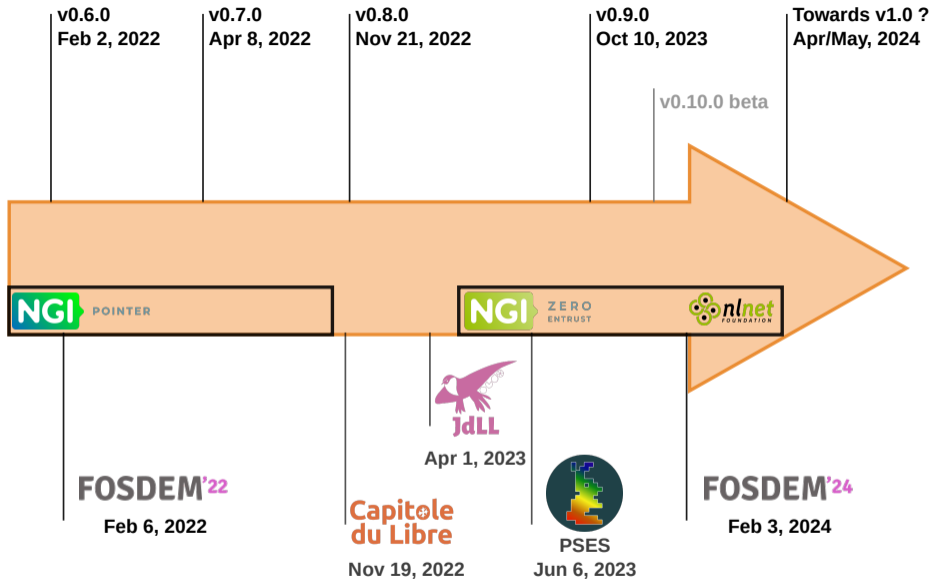 v0.6.0
Feb 2, 2022
v0.7.0
Apr 8, 2022
v0.8.0
Nov 21, 2022
v0.9.0
Oct 10, 2023
Towards v1.0 ?
Apr/May, 2024
v0.10.0 beta
NGI POINTER
NGI ZERO
ENTRUST
nlnet
FOUNDATION
JdLL
Apr 1, 2023
FOSDEM'22
Feb 6, 2022
Capitole
du Libre
Nov 19, 2022
PSES
Jun 6, 2023
FOSDEM'24
Feb 3, 2024